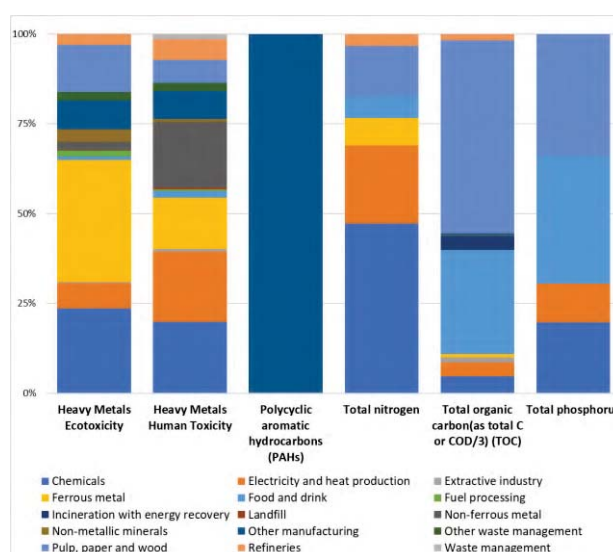 100%
75%
50%
25%
0%
Heavy Metals
Ecotoxicity
Heavy Metals
Human Toxicity
Polycyclic
aromatic
hydrocarbons
(PAHs)
Total nitrogen
Total organic
carbon(as total C
or COD/3) (TOC)
Total phosphoru
Chemicals
Electricity and heat production
Extractive industry
Ferrous metal
Food and drink
Fuel processing
Incineration with energy recovery
Landfill
Non-ferrous metal
Non-metallic minerals
Other manufacturing
Other waste management
Pulp, paper and wood
Refineries
Waste management